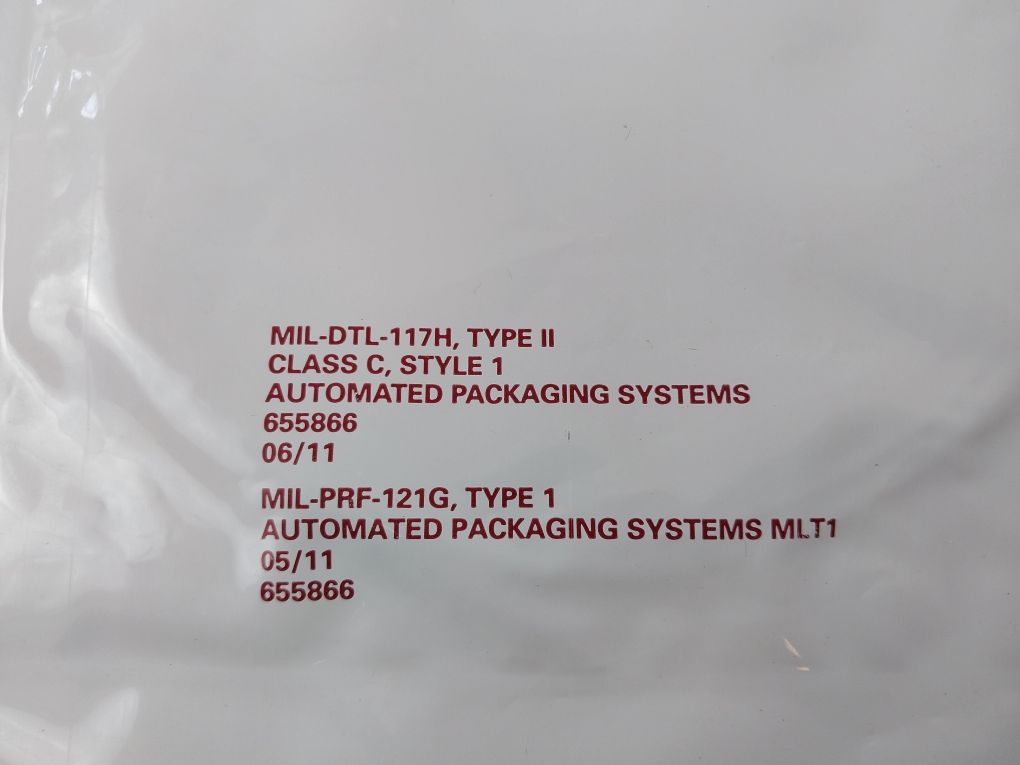 MIL-DTL-117H, TYPE II
CLASS C, STYLE 1
AUTOMATED PACKAGING SYSTEMS
655866
06/11
MIL-PRF-121G, TYPE 1
AUTOMATED PACKAGING SYSTEMS MLT1
05/11
655866